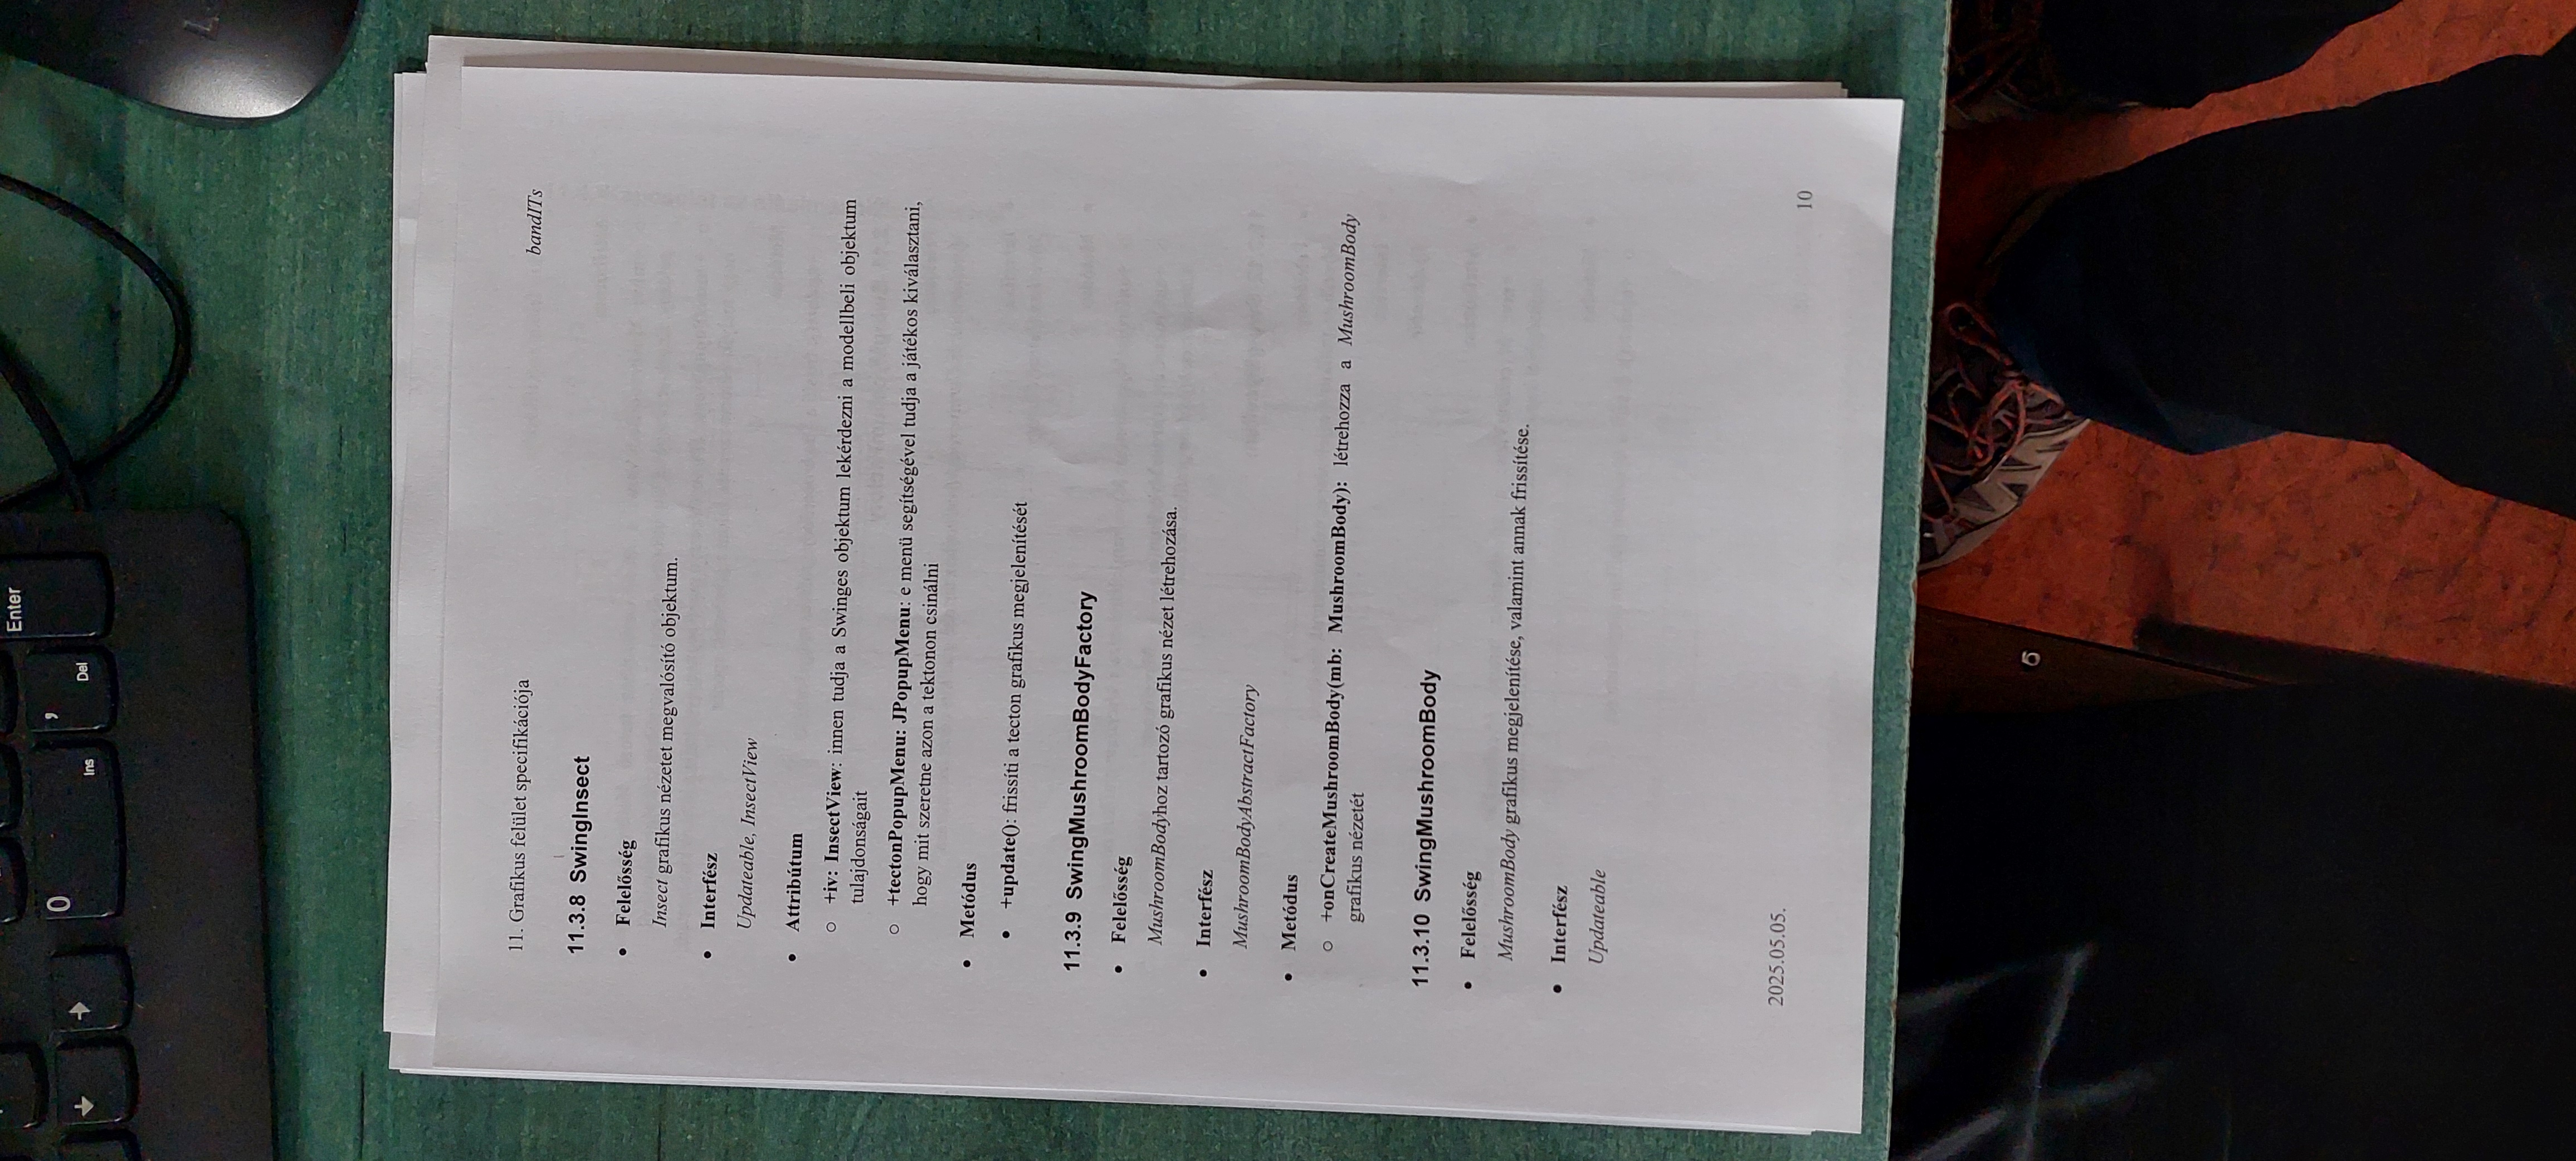 Enter
0
Ins
,
Del
11. Grafikus felület specifikációja
bandITs
11.3.8 SwingInsect
• Felelősség
Insect grafikus nézetet megvalósító objektum.
• Interfész
Updateable, InsectView
• Attribútum
○ +iv: InsectView: innen tudja a Swinges objektum lekérdezni a modellbeli objektum
tulajdonságait
○ +tectonPopupMenu: JPopupMenu: e menü segítségével tudja a játékos kiválasztani,
hogy mit szeretne azon a tektonon csinálni
• Metódus
• +update(): frissíti a tecton grafikus megjelenítését
11.3.9 SwingMushroomBodyFactory
• Felelősség
MushroomBodyhoz tartozó grafikus nézet létrehozása.
• Interfész
MushroomBodyAbstractFactory
• Metódus
○ +onCreateMushroomBody(mb: MushroomBody): létrehozza a MushroomBody
grafikus nézetét
11.3.10 SwingMushroomBody
• Felelősség
MushroomBody grafikus megjelenítése, valamint annak frissítése.
• Interfész
Updateable
2025.05.05.
10